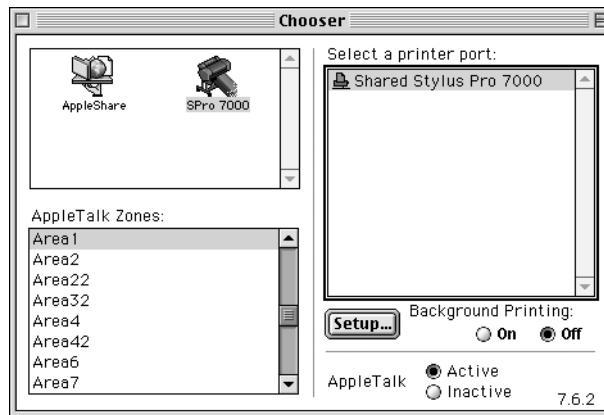 Chooser
AppleShare
SPro 7000
AppleTalk Zones:
Area1
Area2
Area22
Area32
Area4
Area42
Area6
Area7
Select a printer port:
Shared Stylus Pro 7000
Setup...
Background Printing:
On Off
AppleTalk
Active
Inactive
7.6.2